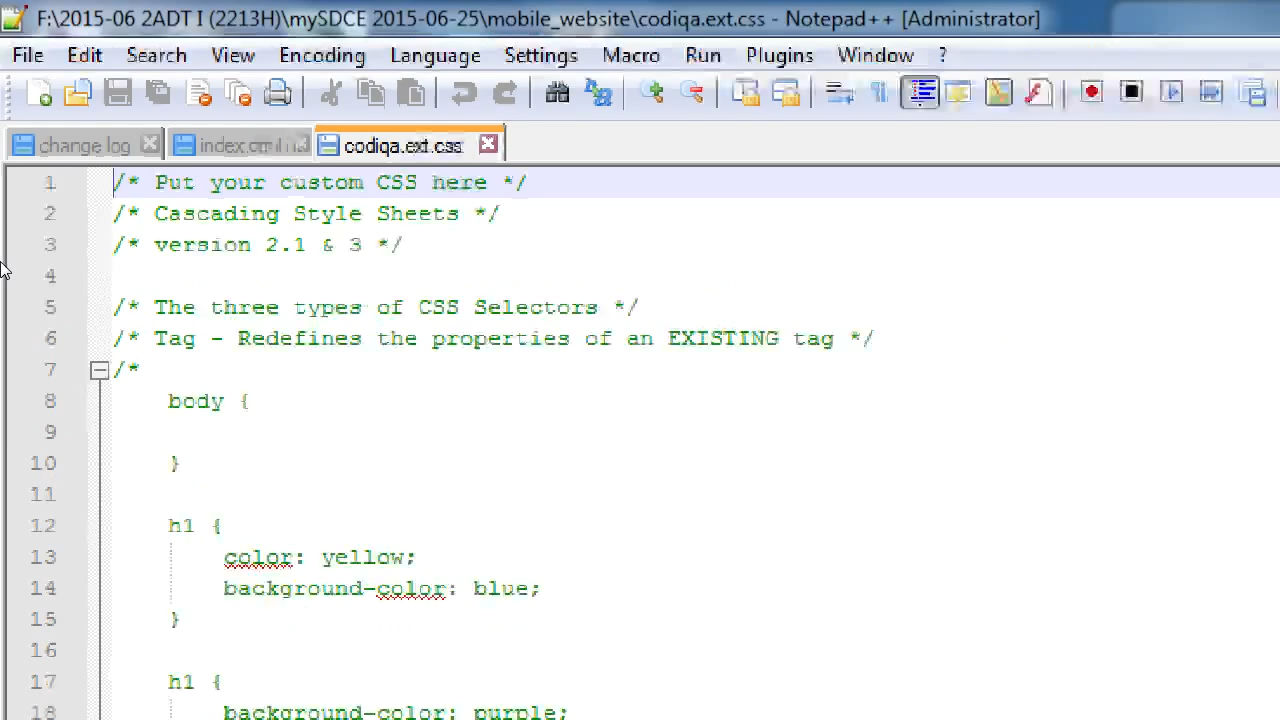 F:\2015-06 2ADT I (2213H)\mySDCE 2015-06-25\mobile_website\codiqa.ext.css - Notepad++ [Administrator]
File Edit Search View Encoding Language Settings Macro Run Plugins Window ?
change log codiqa.ext.css
1 /* Put your custom CSS here */
2 /* Cascading Style Sheets */
3 /* version 2.1 & 3 */
4
5 /* The three types of CSS Selectors */
6 /* Tag - Redefines the properties of an EXISTING tag */
7 /*
8 body {
9
10 }
11
12 h1 {
13 color: yellow;
14 background-color: blue;
15 }
16
17 h1 {
18 background-color: purple;